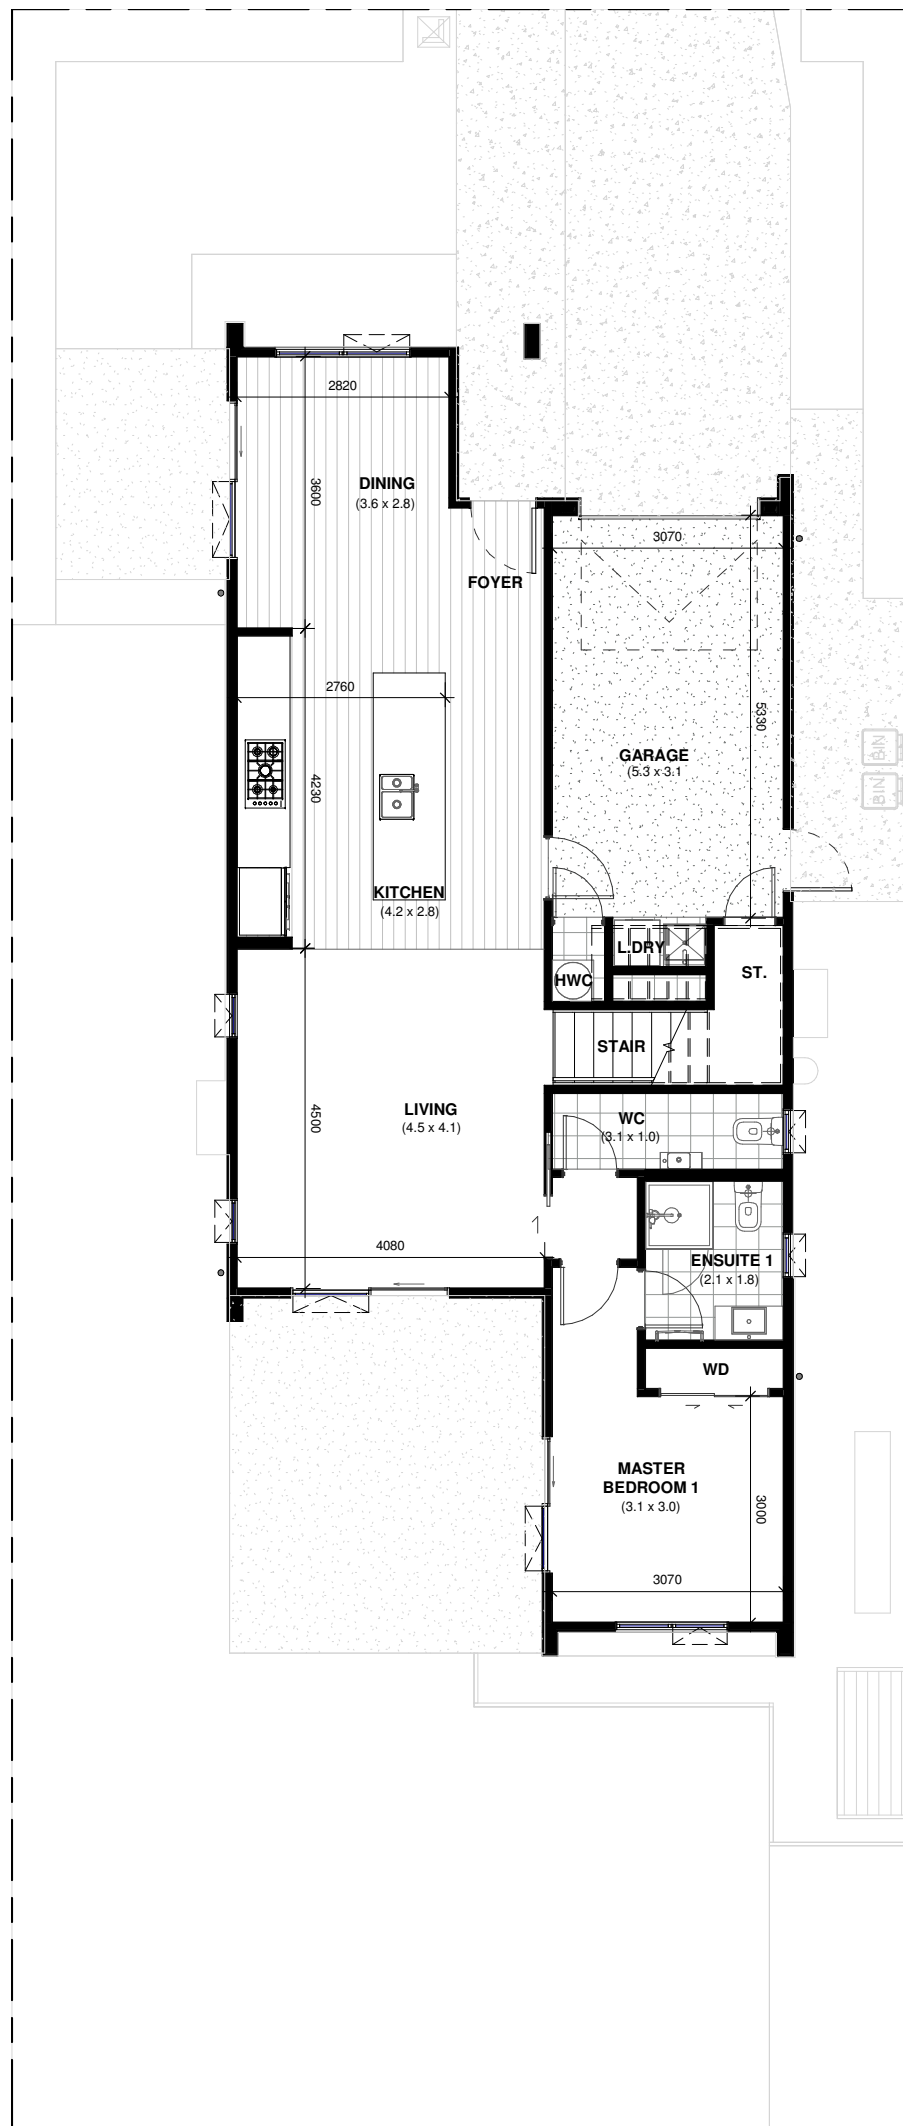 2820
DINING
(3.6 x 2.8)
3600
3070
FOYER
2760
5330
GARAGE
(5.3 x 3.1
BIN
BIN
4230
KITCHEN
(4.2 x 2.8)
L.DRY
ST.
HWC
STAIR
LIVING
(4.5 x 4.1)
4500
WC
(3.1 x 1.0)
4080
ENSUITE 1
(2.1 x 1.8)
WD
MASTER
BEDROOM 1
(3.1 x 3.0)
3000
3070